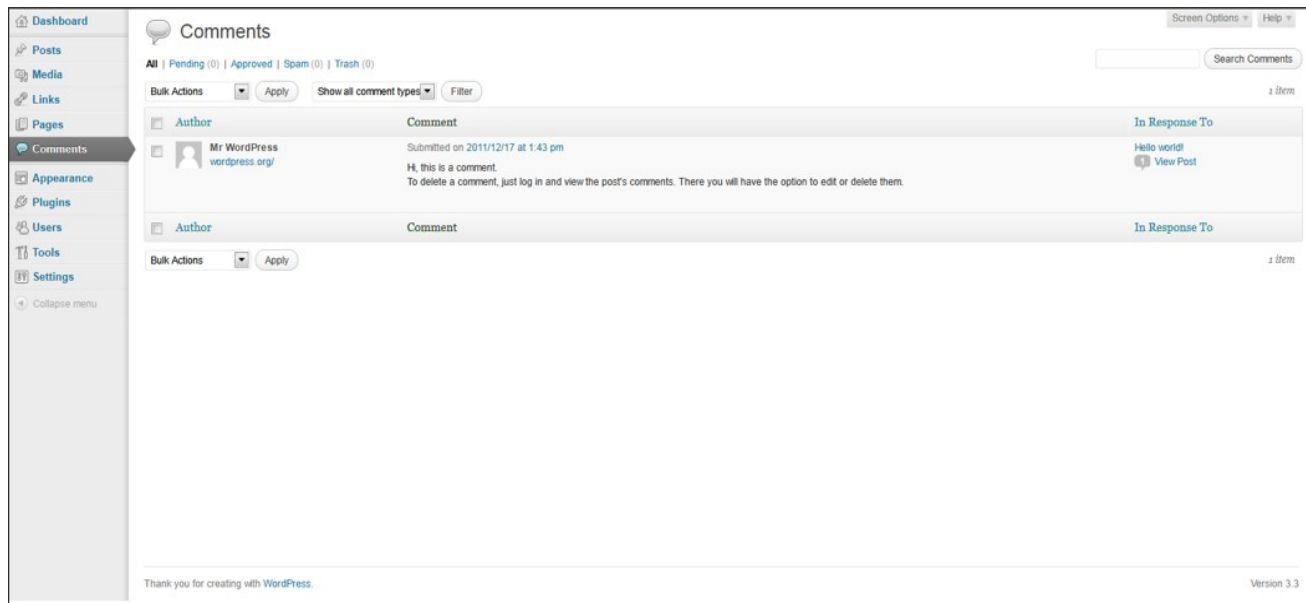 Dashboard
Posts
Media
Links
Pages
Comments
Appearance
Plugins
Users
Tools
Settings
Collapse menu
Screen Options Help
Comments
All | Pending (0) | Approved | Spam (0) | Trash (0)
Search Comments
Bulk Actions Apply Show all comment types Filter 1 item
Author Comment In Response To
Mr WordPress Submitted on 2011/12/17 at 1:43 pm Hello world!
wordpress.org/ 1 View Post
Hi, this is a comment.
To delete a comment, just log in and view the post's comments. There you will have the option to edit or delete them.
Author Comment In Response To
Bulk Actions Apply 1 item
Thank you for creating with WordPress. Version 3.3